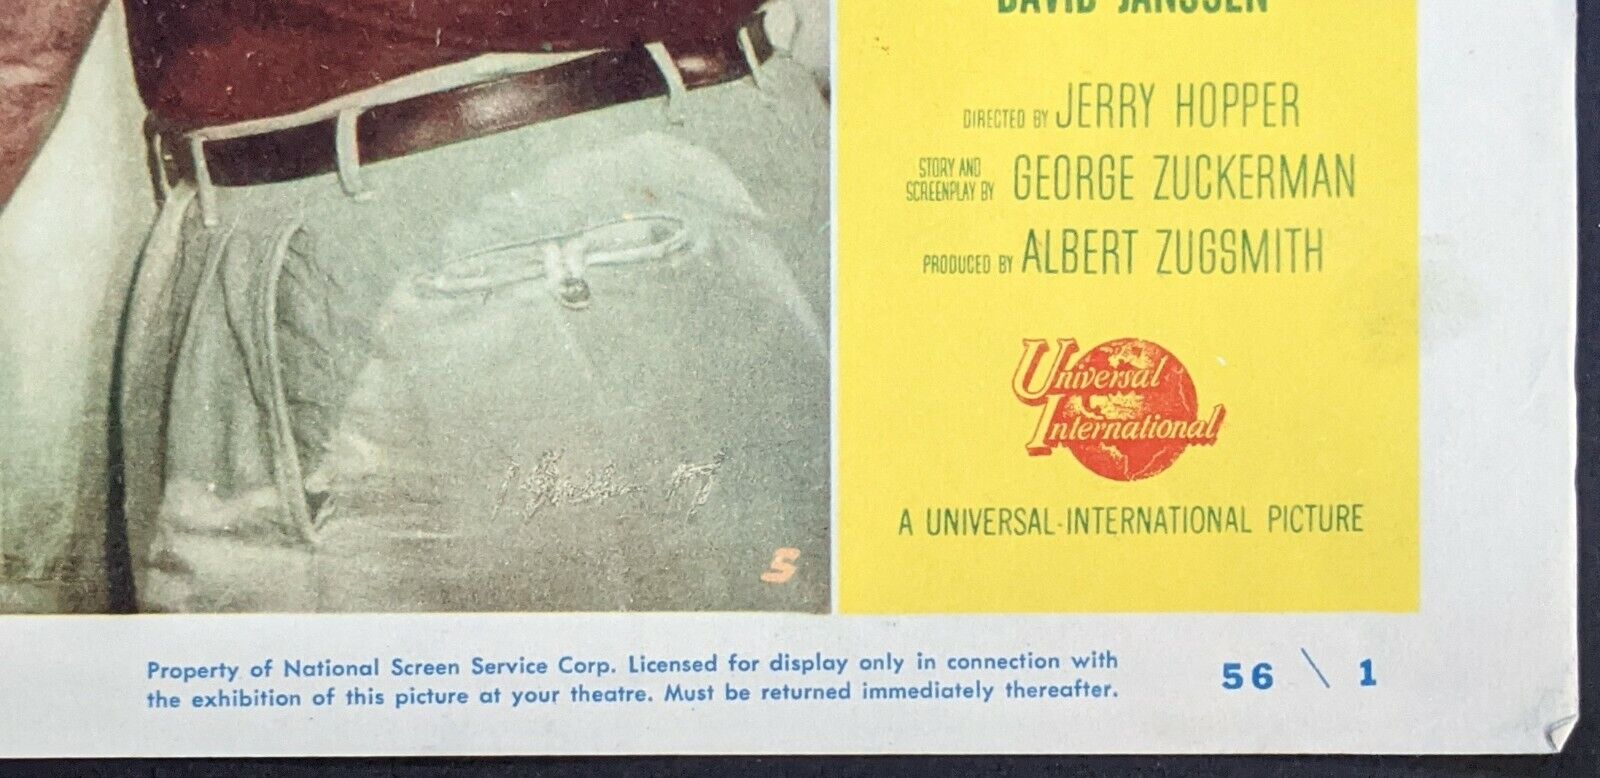 DAVID JANSSEN
DIRECTED BY JERRY HOPPER
STORY AND
SCREENPLAY BY GEORGE ZUCKERMAN
PRODUCED BY ALBERT ZUGSMITH
Universal
International
A UNIVERSAL-INTERNATIONAL PICTURE
S
Property of National Screen Service Corp. Licensed for display only in connection with
the exhibition of this picture at your theatre. Must be returned immediately thereafter.
56 \ 1